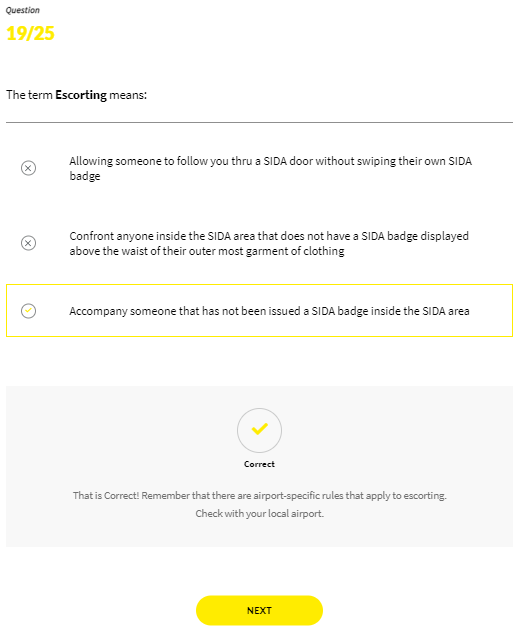 Question
19/25
The term Escorting means:
Allowing someone to follow you thru a SIDA door without swiping their own SIDA
badge
Confront anyone inside the SIDA area that does not have a SIDA badge displayed
above the waist of their outer most garment of clothing
Accompany someone that has not been issued a SIDA badge inside the SIDA area
Correct
That is Correct! Remember that there are airport-specific rules that apply to escorting.
Check with your local airport.
NEXT